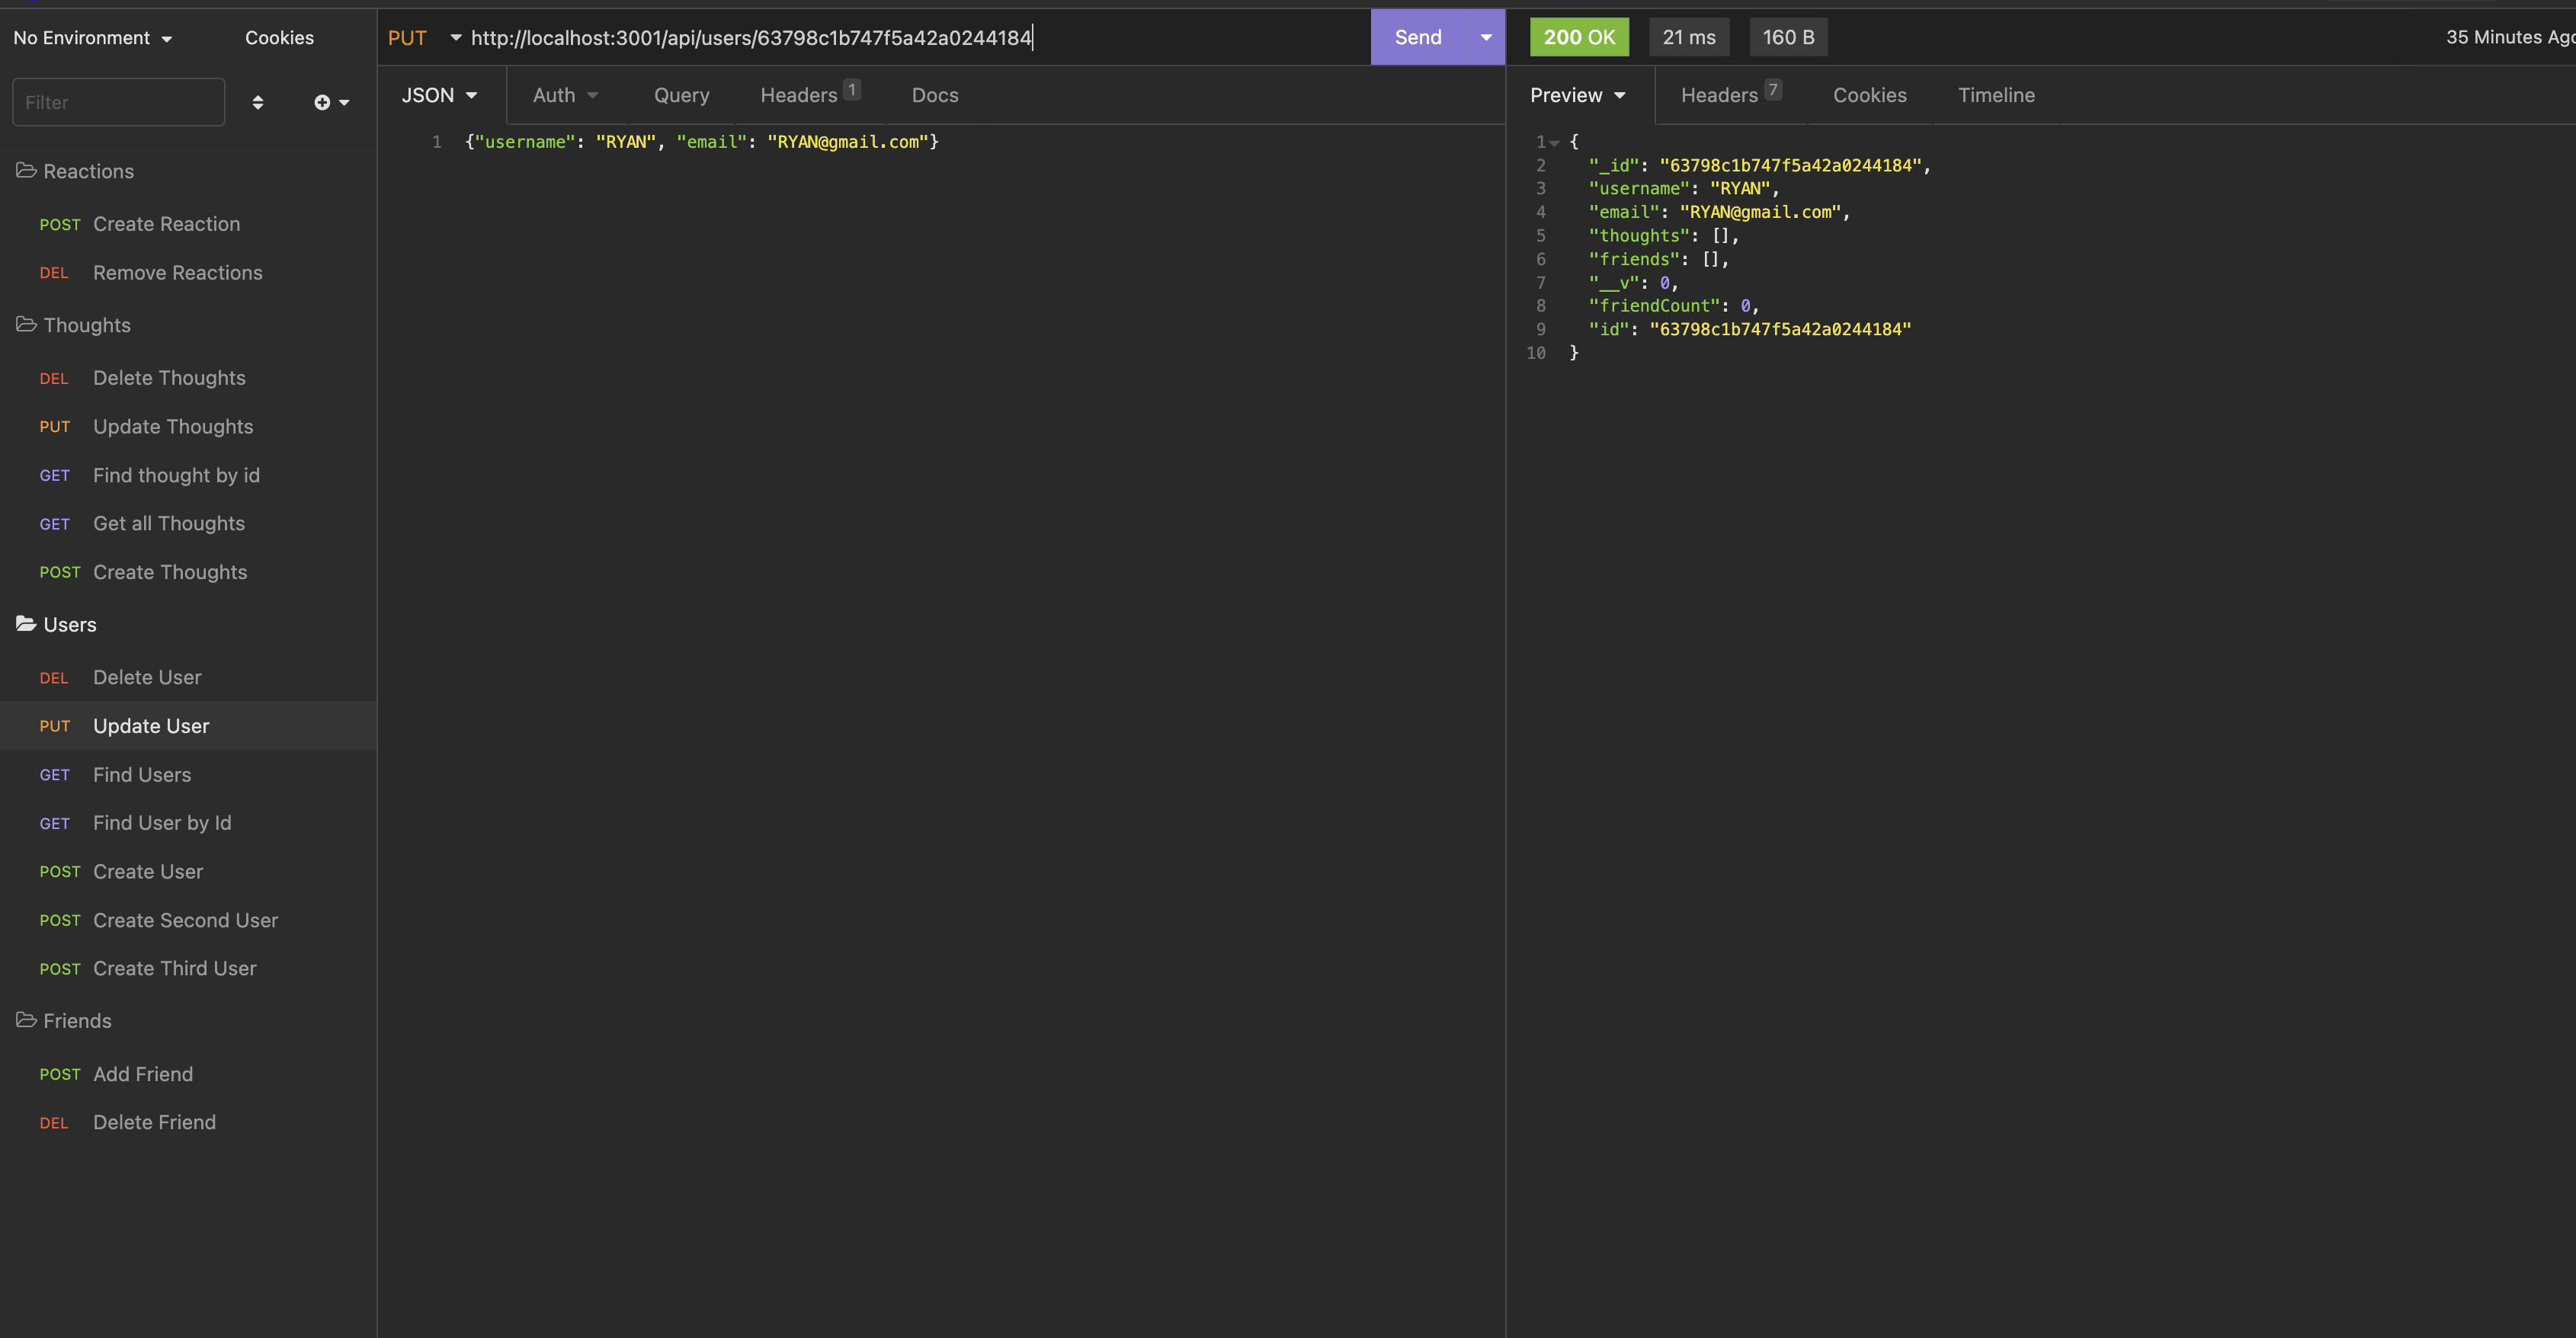 No Environment
Cookies
Filter
Reactions
POST Create Reaction
DEL Remove Reactions
Thoughts
DEL Delete Thoughts
PUT Update Thoughts
GET Find thought by id
GET Get all Thoughts
POST Create Thoughts
Users
DEL Delete User
PUT Update User
GET Find Users
GET Find User by Id
POST Create User
POST Create Second User
POST Create Third User
Friends
POST Add Friend
DEL Delete Friend
PUT http://localhost:3001/api/users/63798c1b747f5a42a0244184 Send
JSON Auth Query Headers 1 Docs
1 {"username": "RYAN", "email": "RYAN@gmail.com"}
200 OK 21 ms 160 B 35 Minutes Ago
Preview Headers 7 Cookies Timeline
1 {
2 "_id": "63798c1b747f5a42a0244184",
3 "username": "RYAN",
4 "email": "RYAN@gmail.com",
5 "thoughts": [],
6 "friends": [],
7 "__v": 0,
8 "friendCount": 0,
9 "id": "63798c1b747f5a42a0244184"
10 }